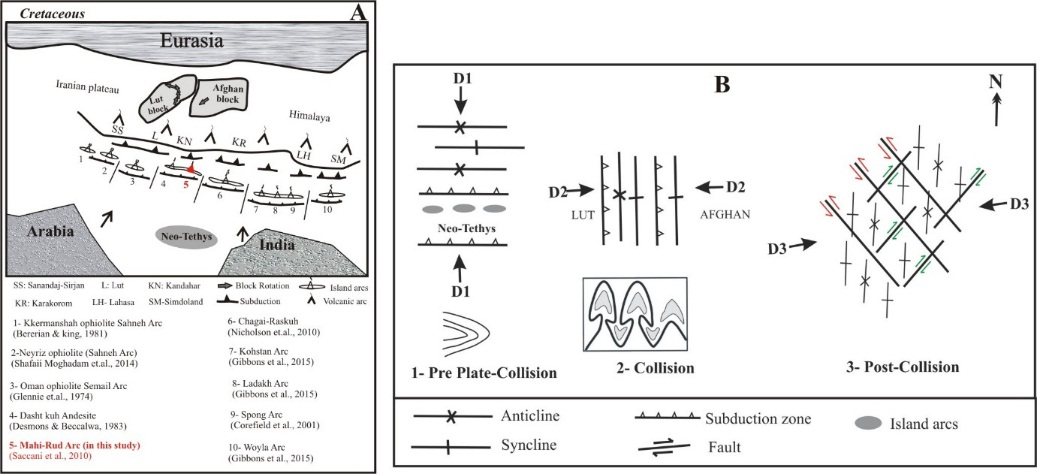 Cretaceous
A
Eurasia
Iranian plateau
Lut
block
Afghan
block
Himalaya
SS
L
KN
KR
LH
SM
1
2
3
4
5
6
7
8
9
10
Arabia
Neo-Tethys
India
SS: Sanandaj-Sirjan
L: Lut
KN: Kandahar
Block Rotation
Island arcs
KR: Karakorom
LH- Lahasa
SM-Simdoland
Subduction
Volcanic arc
1- Kkermanshah ophiolite Sahneh Arc
(Bererian & king, 1981)
2-Neyriz ophiolite (Sahneh Arc)
(Shafaii Moghadam et.al., 2014)
3- Oman ophiolite Semail Arc
(Glennie et.al., 1974)
4- Dasht kuh Andesite
(Desmons & Beccalwa, 1983)
5- Mahi-Rud Arc (in this study)
(Saccani et al., 2010)
6- Chagai-Raskuh
(Nicholson et.al., 2010)
7- Kohstan Arc
(Gibbons et al., 2015)
8- Ladakh Arc
(Gibbons et al., 2015)
9- Spong Arc
(Corefield et al., 2001)
10- Woyla Arc
(Gibbons et al., 2015)
B
N
D1
Neo-Tethys
D1
1- Pre Plate-Collision
D2
LUT
D2
AFGHAN
2- Collision
D3
D3
3- Post-Collision
Anticline
Syncline
Subduction zone
Fault
Island arcs